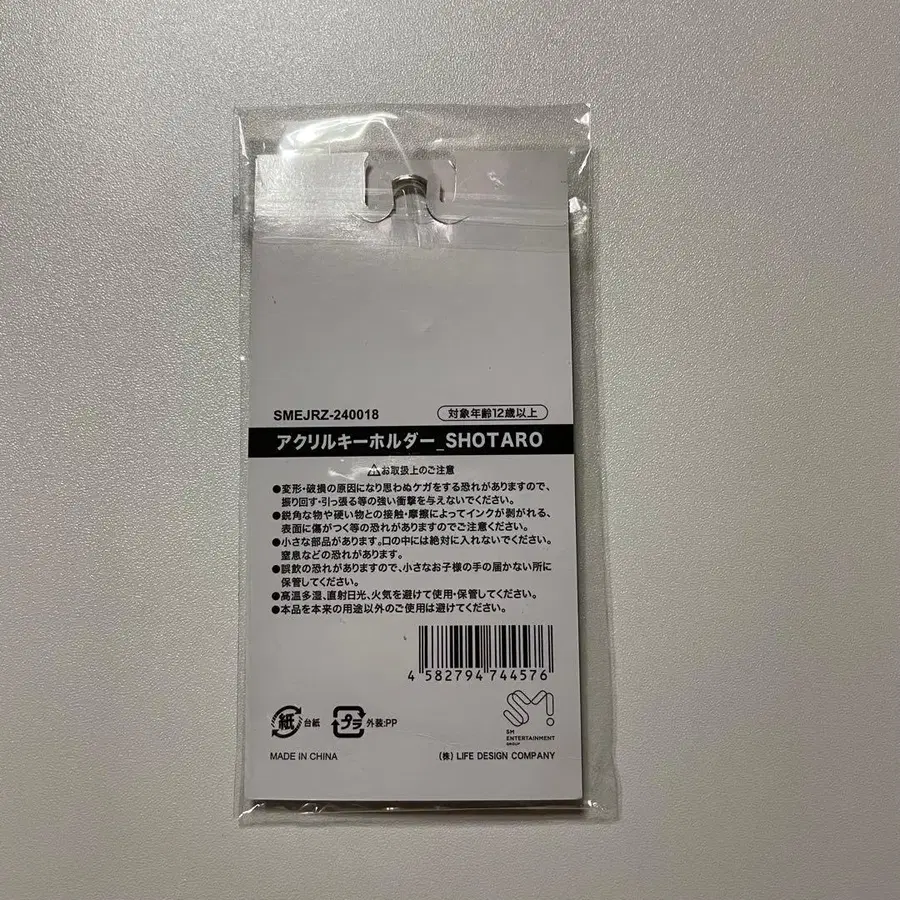 SMEJRZ-240018
対象年齢12歳以上
アクリルキーホルダー_SHOTARO
⚠お取扱上のご注意
●変形・破損の原因になり思わぬケガをする恐れがありますので、
振り回す・引っ張る等の強い衝撃を与えないでください。
●鋭角な物や硬い物との接触・摩擦によってインクが剥がれる、
表面に傷がつく等の恐れがありますのでご注意ください。
●小さな部品があります。口の中には絶対に入れないでください。
窒息などの恐れがあります。
●誤飲の恐れがありますので、小さなお子様の手の届かない所に
保管してください。
●高温多湿、直射日光、火気を避けて使用・保管してください。
●本品を本来の用途以外のご使用は避けてください。
4 582794 744576
紙 台紙
プラ 外装:PP
SM!
SM
ENTERTAINMENT
GROUP
MADE IN CHINA
(株) LIFE DESIGN COMPANY